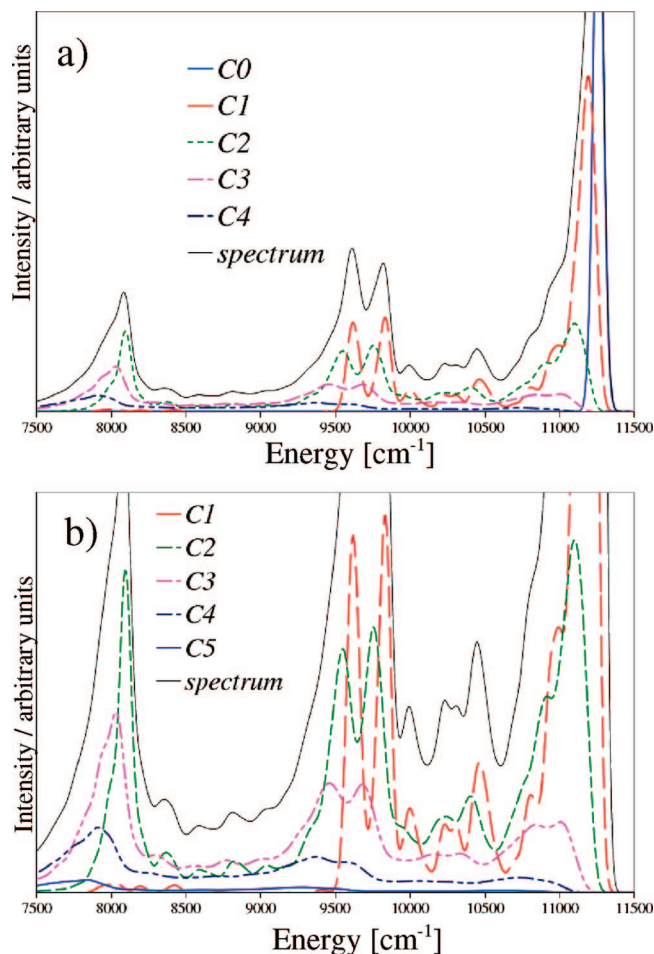 a)
C0
C1
C2
C3
C4
spectrum
Intensity / arbitrary units
7500 8000 8500 9000 9500 10000 10500 11000 11500
Energy [cm-1]
b)
C1
C2
C3
C4
C5
spectrum
Intensity / arbitrary units
7500 8000 8500 9000 9500 10000 10500 11000 11500
Energy [cm-1]